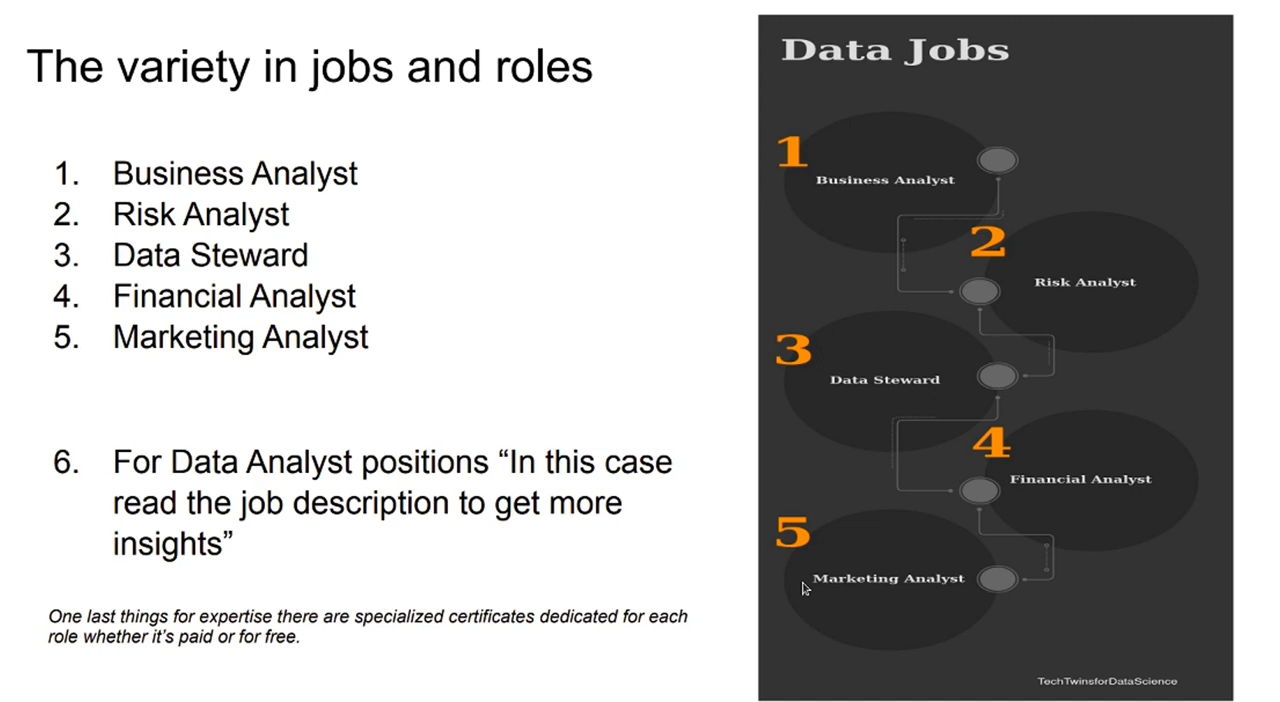 The variety in jobs and roles
1. Business Analyst
2. Risk Analyst
3. Data Steward
4. Financial Analyst
5. Marketing Analyst
6. For Data Analyst positions “In this case
read the job description to get more
insights”
One last things for expertise there are specialized certificates dedicated for each
role whether it's paid or for free.
Data Jobs
1
Business Analyst
2
Risk Analyst
3
Data Steward
4
Financial Analyst
5
Marketing Analyst
TechTwinsforDataScience